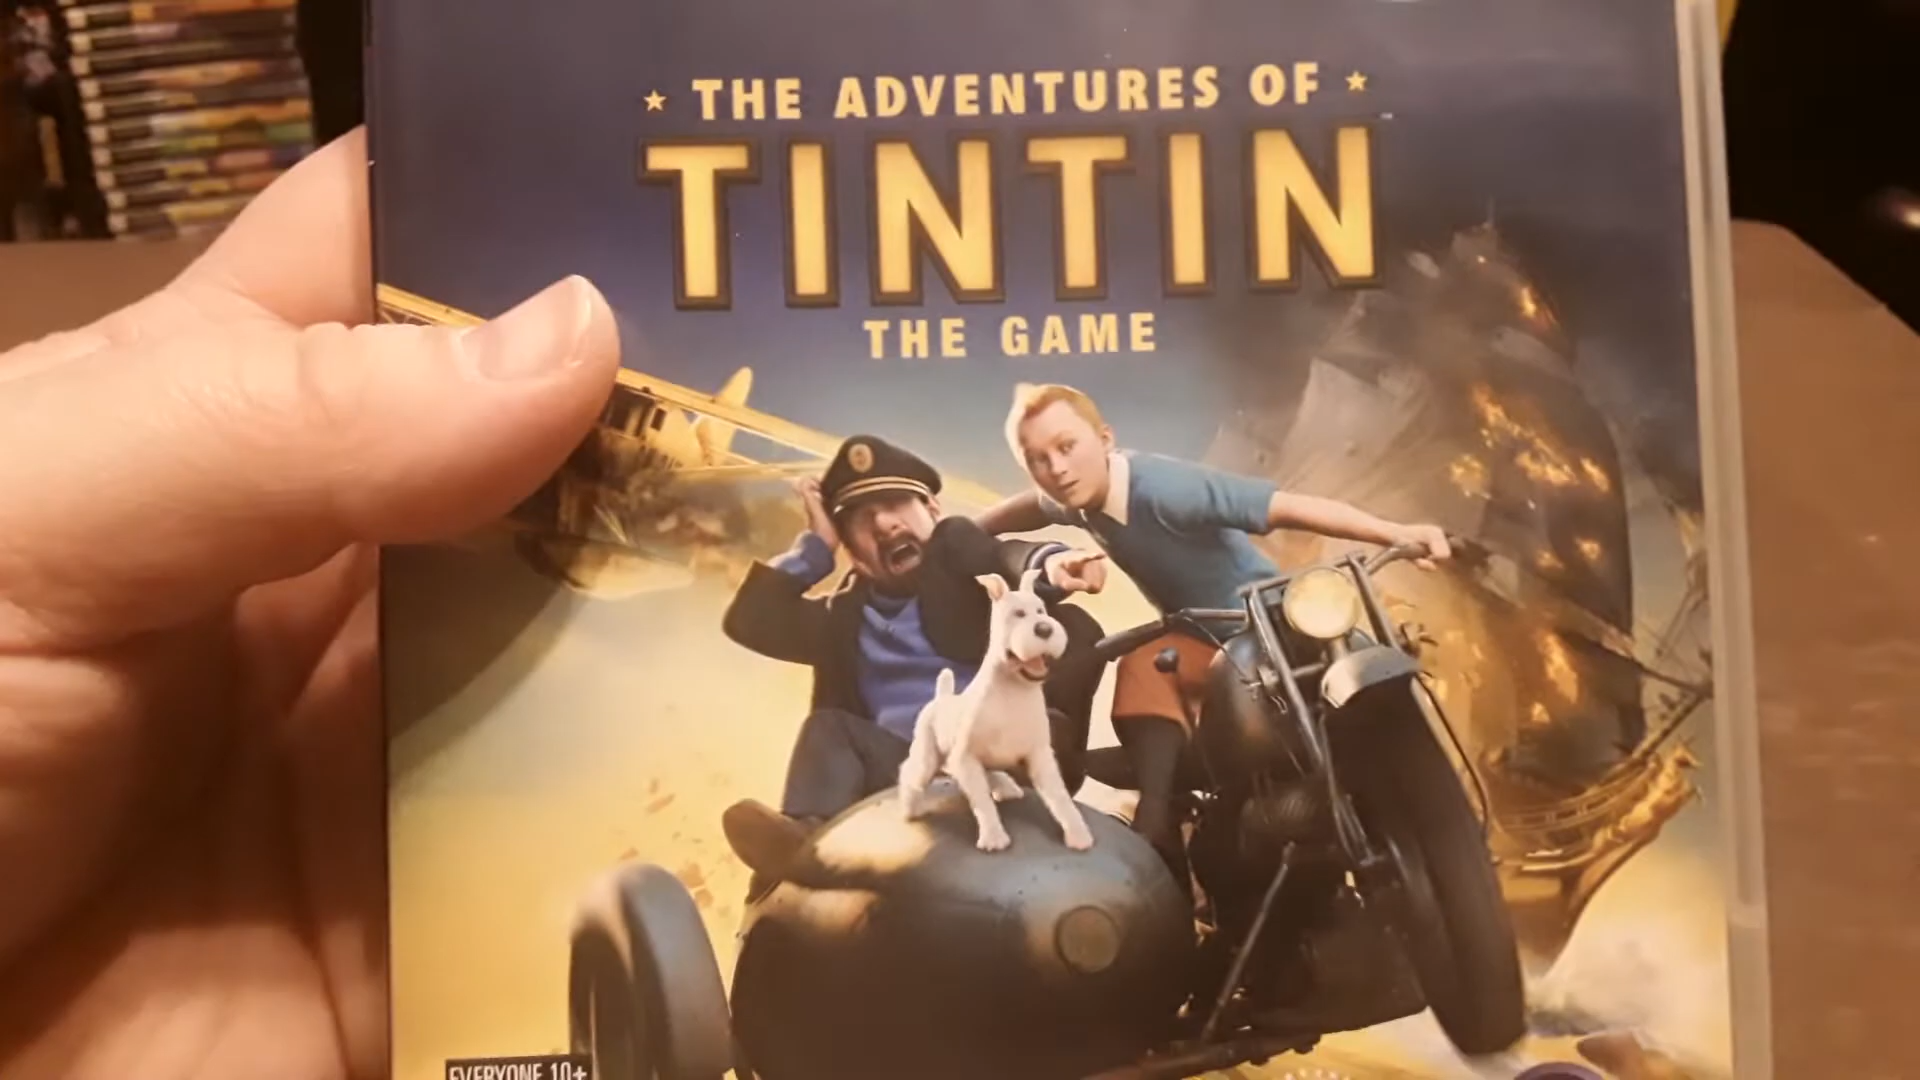 ★ THE ADVENTURES OF ★
TINTIN
THE GAME
EVERYONE 10+